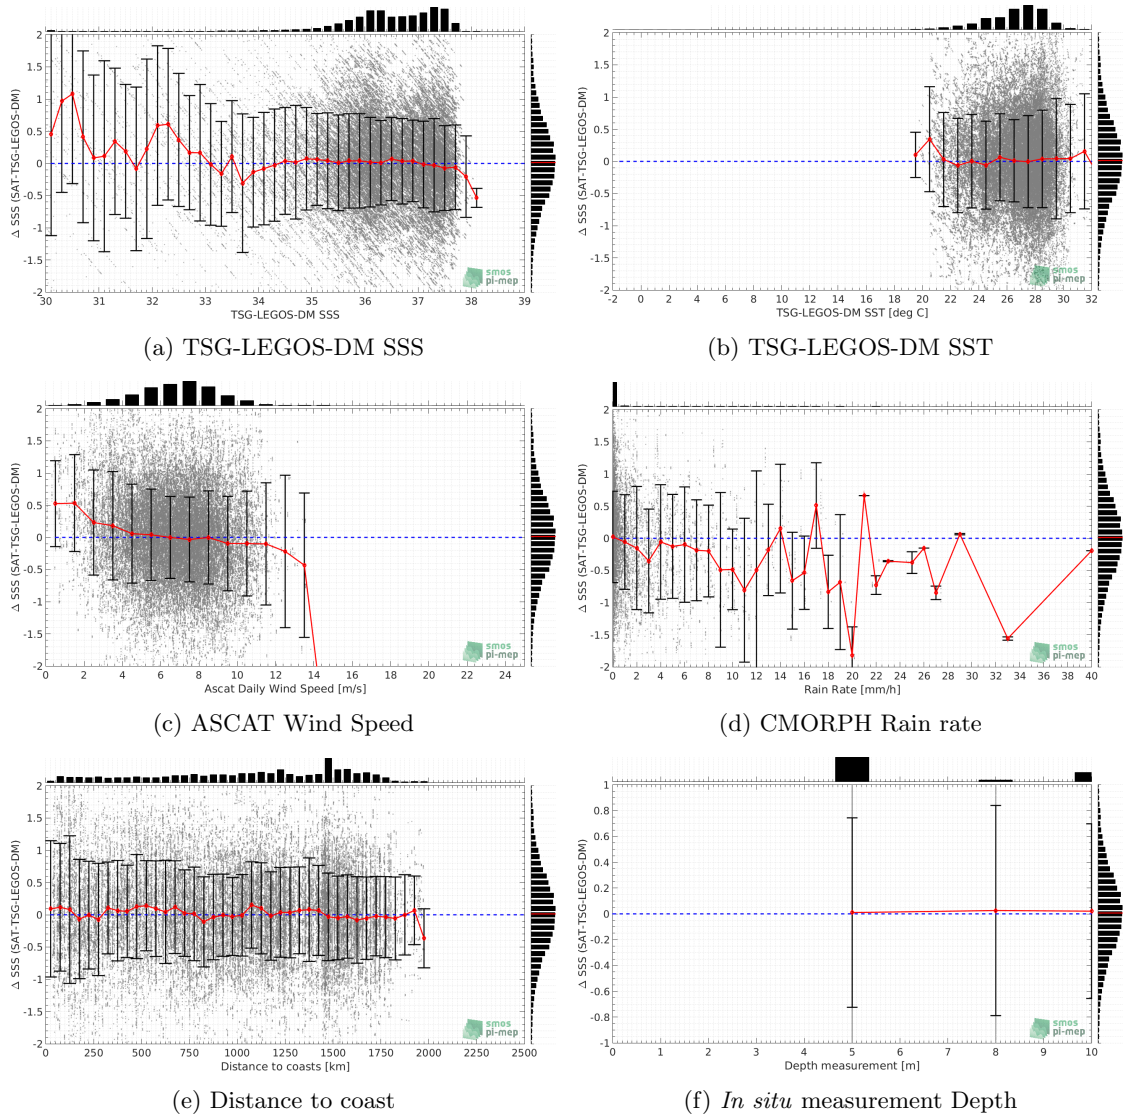 2
1.5
1
0.5
0
-0.5
-1
-1.5
-2
Δ SSS (SAT-TSG-LEGOS-DM)
30 31 32 33 34 35 36 37 38 39
TSG-LEGOS-DM SSS
smos
pi-mep
(a) TSG-LEGOS-DM SSS
2
1.5
1
0.5
0
-0.5
-1
-1.5
-2
Δ SSS (SAT-TSG-LEGOS-DM)
-2 0 2 4 6 8 10 12 14 16 18 20 22 24 26 28 30 32
TSG-LEGOS-DM SST [deg C]
smos
pi-mep
(b) TSG-LEGOS-DM SST
2
1.5
1
0.5
0
-0.5
-1
-1.5
-2
Δ SSS (SAT-TSG-LEGOS-DM)
0 2 4 6 8 10 12 14 16 18 20 22 24
Ascat Daily Wind Speed [m/s]
smos
pi-mep
(c) ASCAT Wind Speed
2
1.5
1
0.5
0
-0.5
-1
-1.5
-2
Δ SSS (SAT-TSG-LEGOS-DM)
0 2 4 6 8 10 12 14 16 18 20 22 24 26 28 30 32 34 36 38 40
Rain Rate [mm/h]
smos
pi-mep
(d) CMORPH Rain rate
2
1.5
1
0.5
0
-0.5
-1
-1.5
-2
Δ SSS (SAT-TSG-LEGOS-DM)
0 250 500 750 1000 1250 1500 1750 2000 2250 2500
Distance to coasts [km]
smos
pi-mep
(e) Distance to coast
1
0.8
0.6
0.4
0.2
0
-0.2
-0.4
-0.6
-0.8
-1
Δ SSS (SAT-TSG-LEGOS-DM)
0 1 2 3 4 5 6 7 8 9 10
Depth measurement [m]
smos
pi-mep
(f) In situ measurement Depth